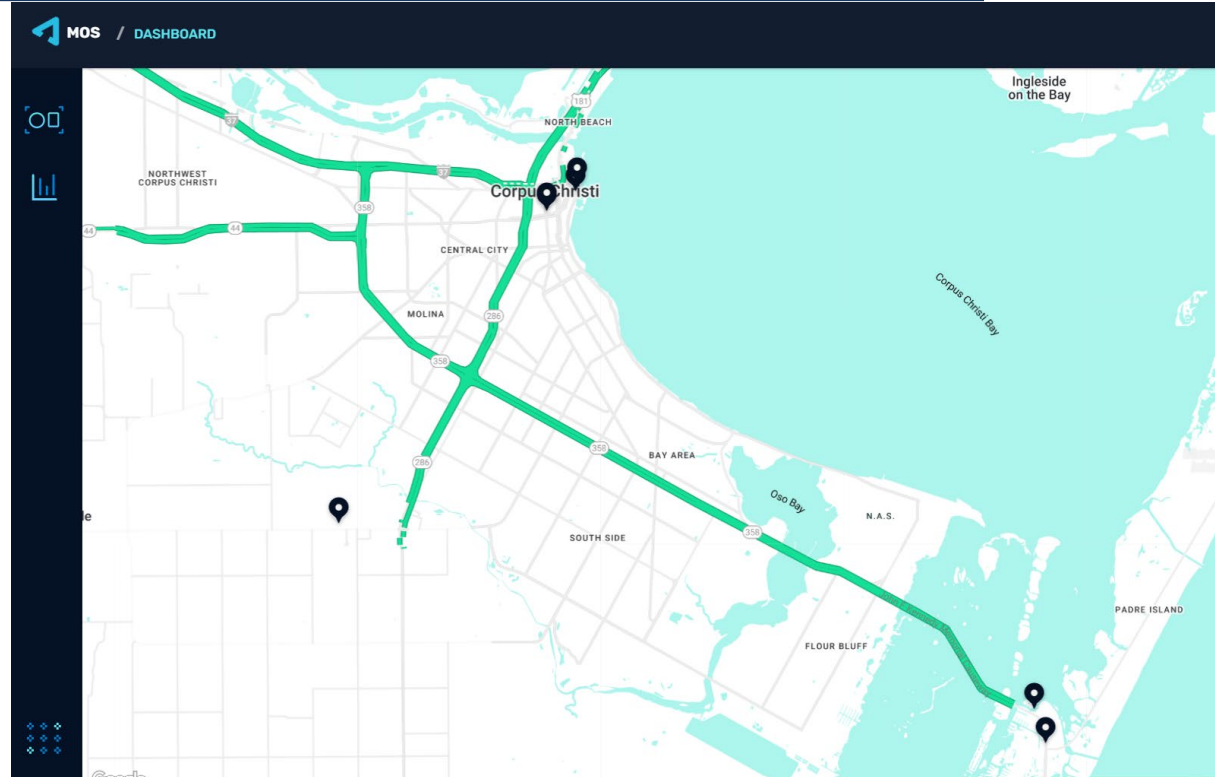 MOS / DASHBOARD
Ingleside
on the Bay
181
NORTH BEACH
37
37
NORTHWEST
CORPUS CHRISTI
Corpus Christi
358
44
44
CENTRAL CITY
Corpus Christi Bay
MOLINA
286
358
358
BAY AREA
286
Oso Bay
N.A.S.
le
358
SOUTH SIDE
PADRE ISLAND
FLOUR BLUFF
Google